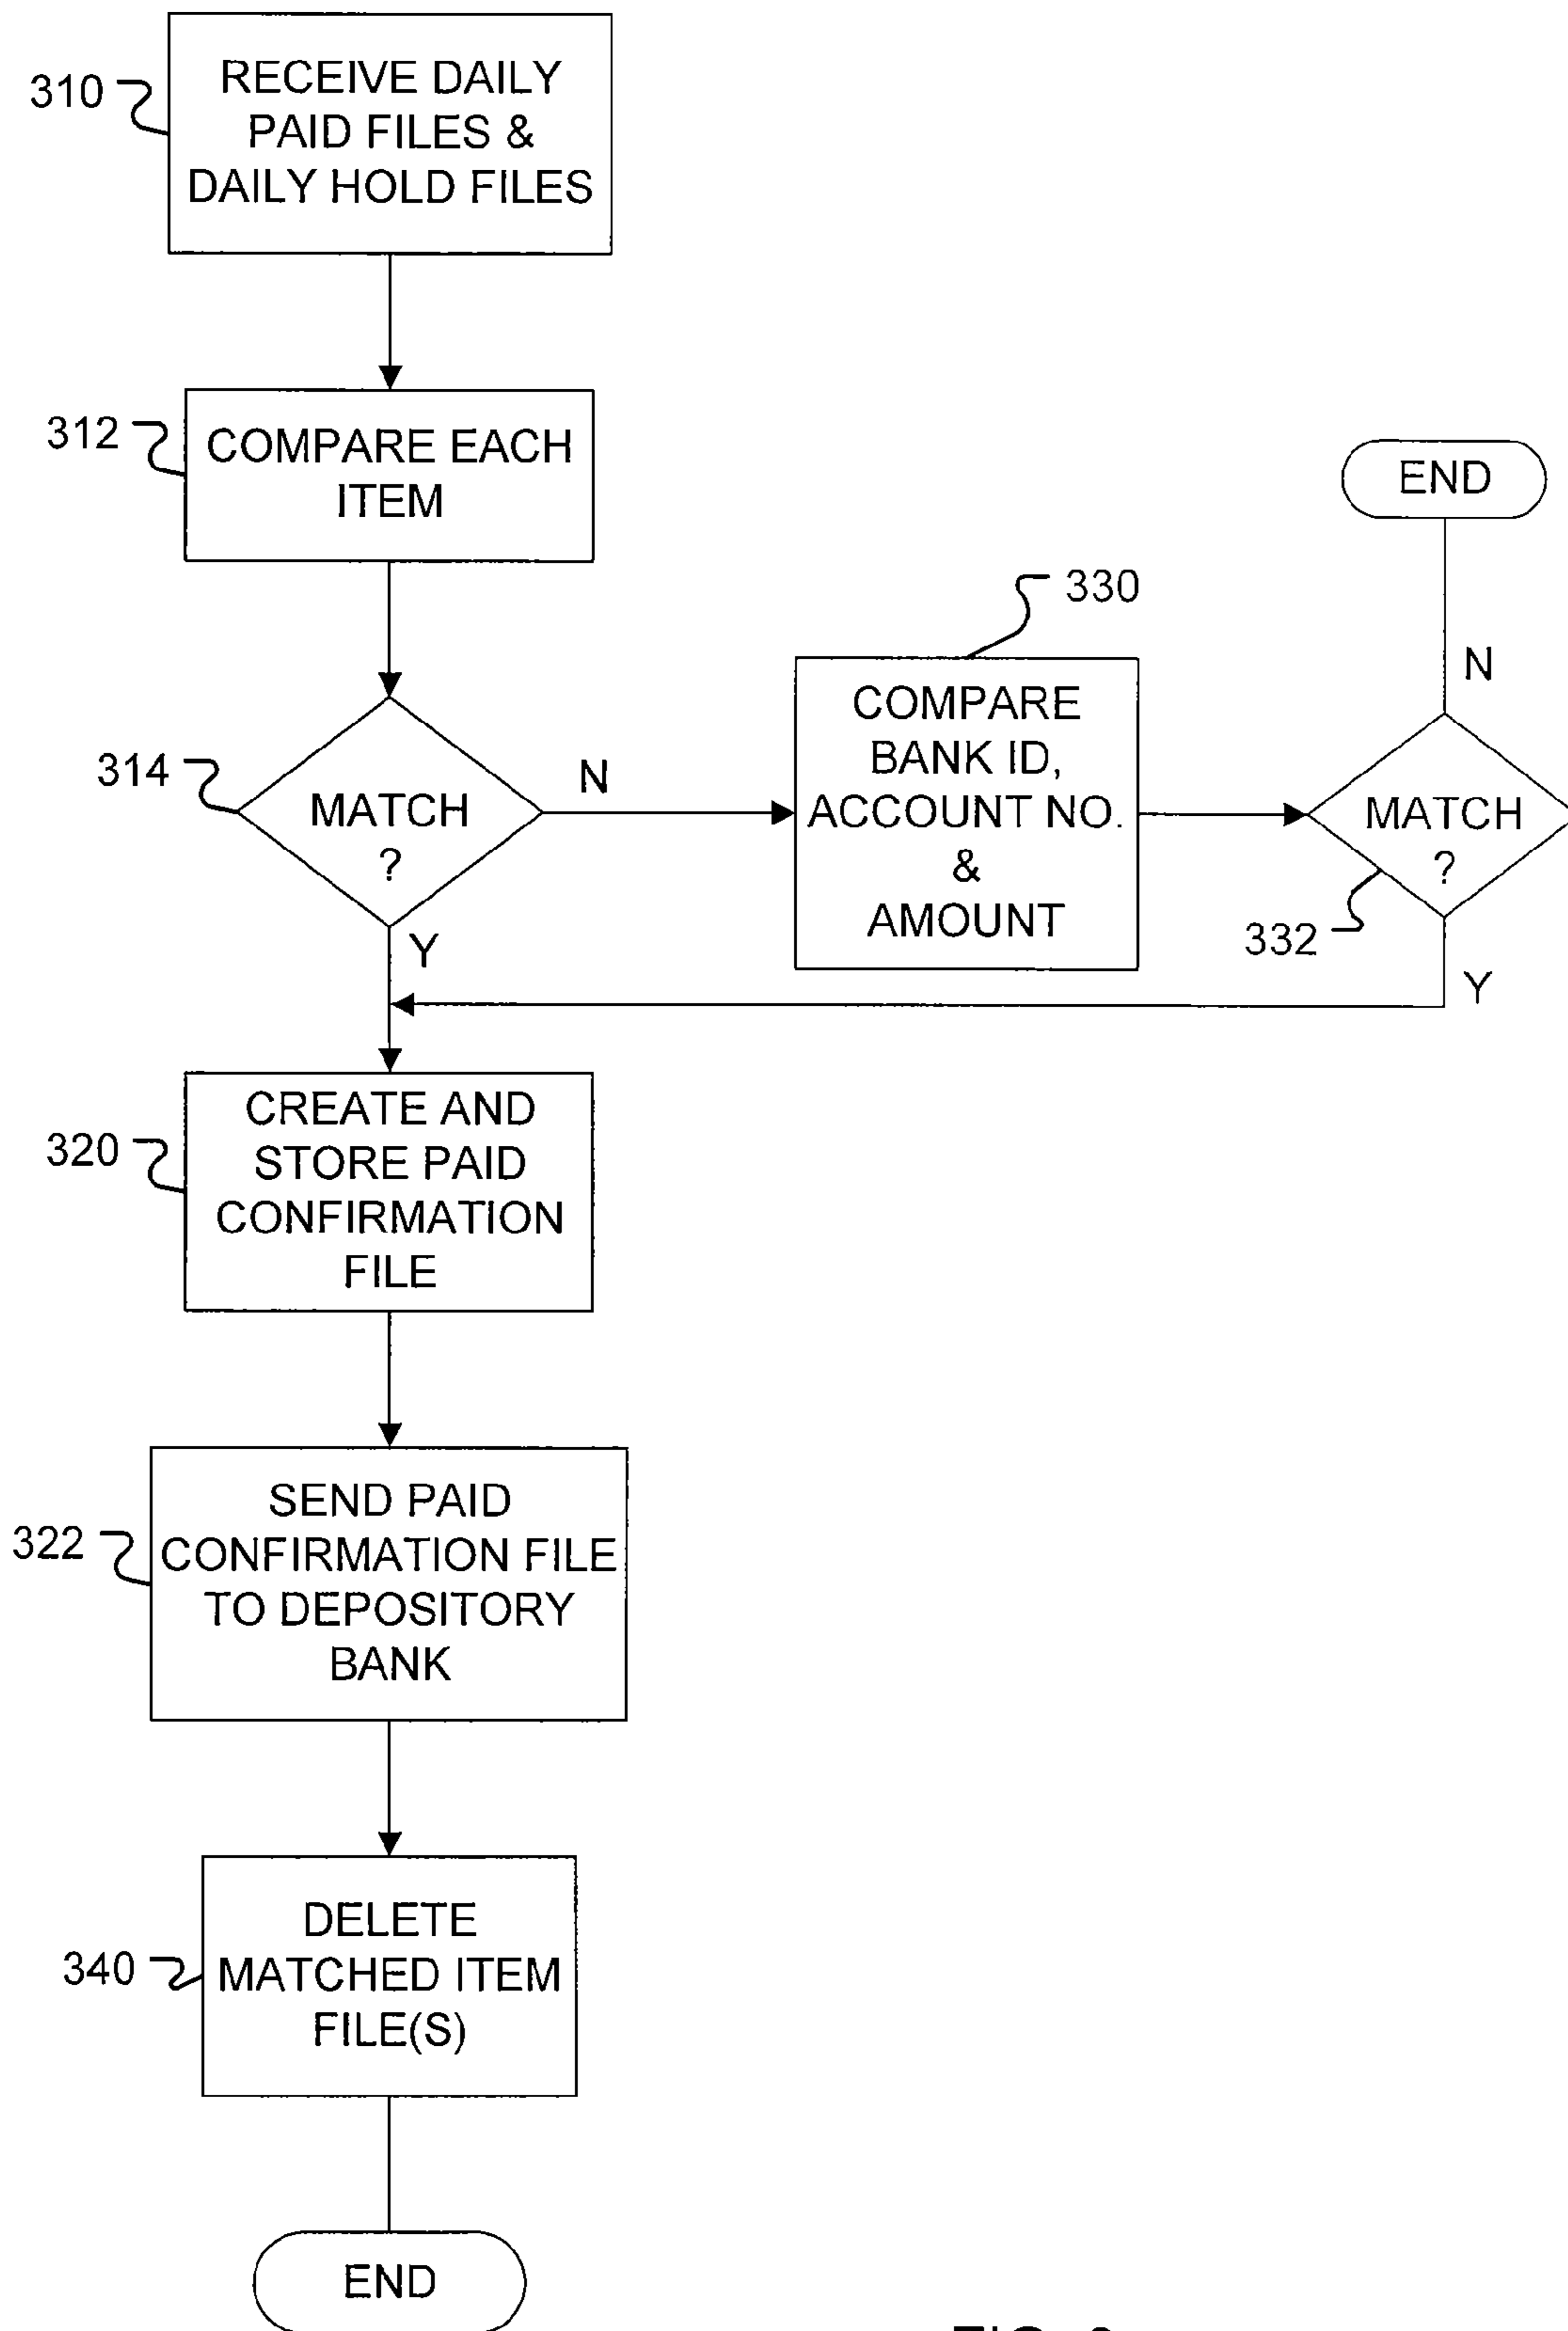 310
RECEIVE DAILY
PAID FILES &
DAILY HOLD FILES
312
COMPARE EACH
ITEM
END
330
N
COMPARE
BANK ID,
ACCOUNT NO.
&
AMOUNT
314
MATCH
?
N
MATCH
?
332
Y
Y
320
CREATE AND
STORE PAID
CONFIRMATION
FILE
322
SEND PAID
CONFIRMATION FILE
TO DEPOSITORY
BANK
340
DELETE
MATCHED ITEM
FILE(S)
END